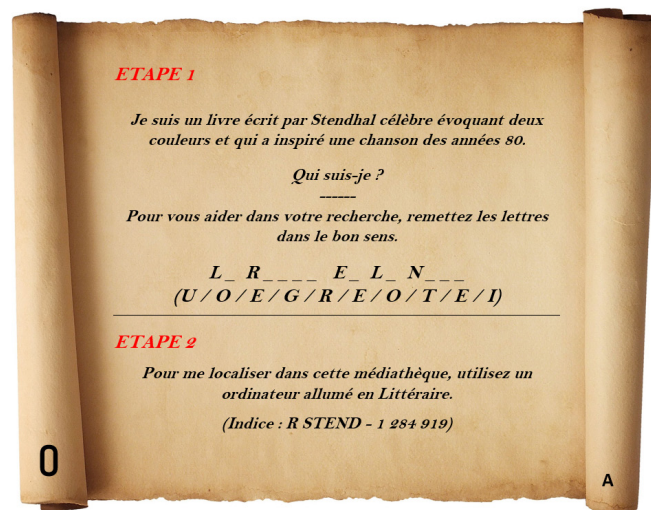 ETAPE 1
Je suis un livre écrit par Stendhal célèbre évoquant deux
couleurs et qui a inspiré une chanson des années 80.
Qui suis-je ?
------
Pour vous aider dans votre recherche, remettez les lettres
dans le bon sens.
L_ R____ E_ L_ N___
(U / O / E / G / R / E / O / T / E / I)
ETAPE 2
Pour me localiser dans cette médiathèque, utilisez un
ordinateur allumé en Littéraire.
(Indice : R STEND - 1 284 919)
O
A